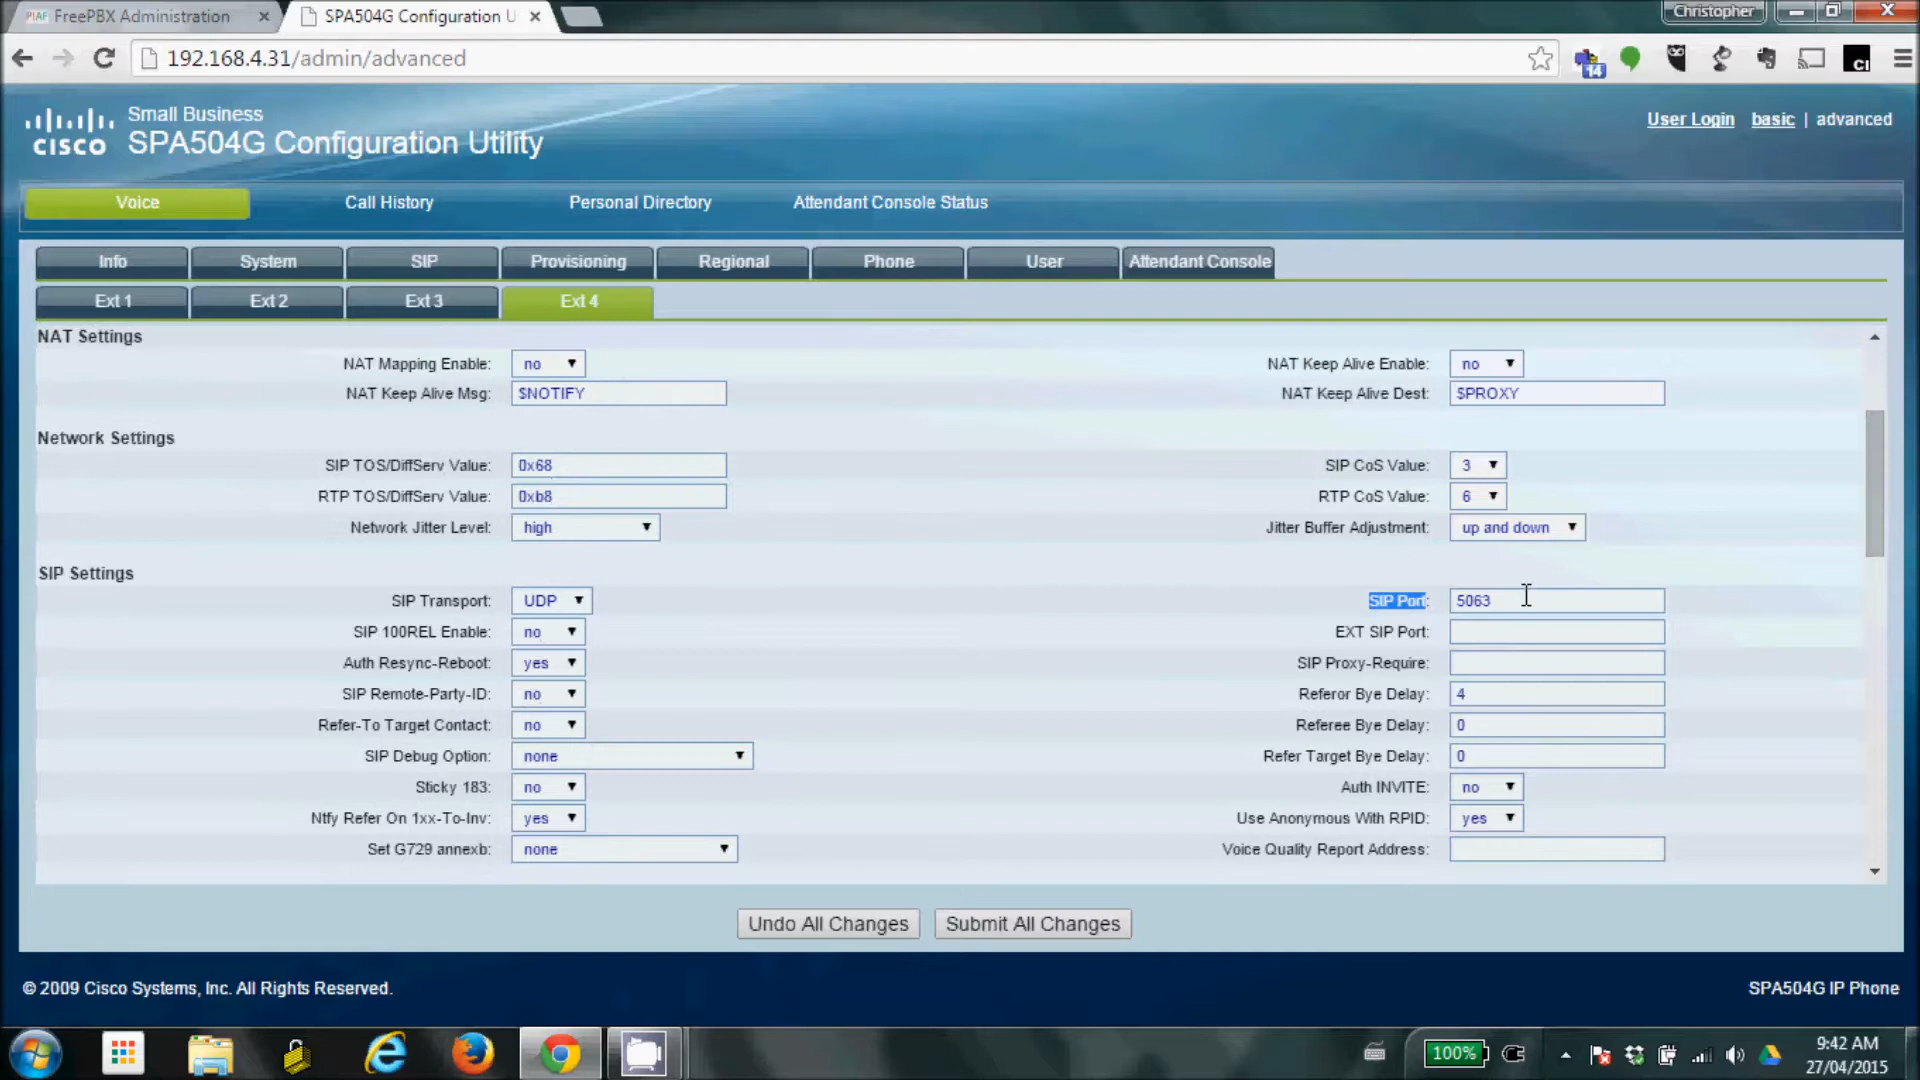 PIAF FreePBX Administration
SPA504G Configuration U
Christopher
192.168.4.31/admin/advanced
14
CI
cisco
Small Business
SPA504G Configuration Utility
User Login basic | advanced
Voice Call History Personal Directory Attendant Console Status
Info System SIP Provisioning Regional Phone User Attendant Console
Ext 1 Ext 2 Ext 3 Ext 4
NAT Settings
NAT Mapping Enable: no NAT Keep Alive Enable: no
NAT Keep Alive Msg: $NOTIFY NAT Keep Alive Dest: $PROXY
Network Settings
SIP TOS/DiffServ Value: 0x68 SIP CoS Value: 3
RTP TOS/DiffServ Value: 0xb8 RTP CoS Value: 6
Network Jitter Level: high Jitter Buffer Adjustment: up and down
SIP Settings
SIP Transport: UDP SIP Port: 5063
SIP 100REL Enable: no EXT SIP Port:
Auth Resync-Reboot: yes SIP Proxy-Require:
SIP Remote-Party-ID: no Referor Bye Delay: 4
Refer-To Target Contact: no Referee Bye Delay: 0
SIP Debug Option: none Refer Target Bye Delay: 0
Sticky 183: no Auth INVITE: no
Ntfy Refer On 1xx-To-Inv: yes Use Anonymous With RPID: yes
Set G729 annexb: none Voice Quality Report Address:
Undo All Changes Submit All Changes
© 2009 Cisco Systems, Inc. All Rights Reserved. SPA504G IP Phone
100%
9:42 AM
27/04/2015